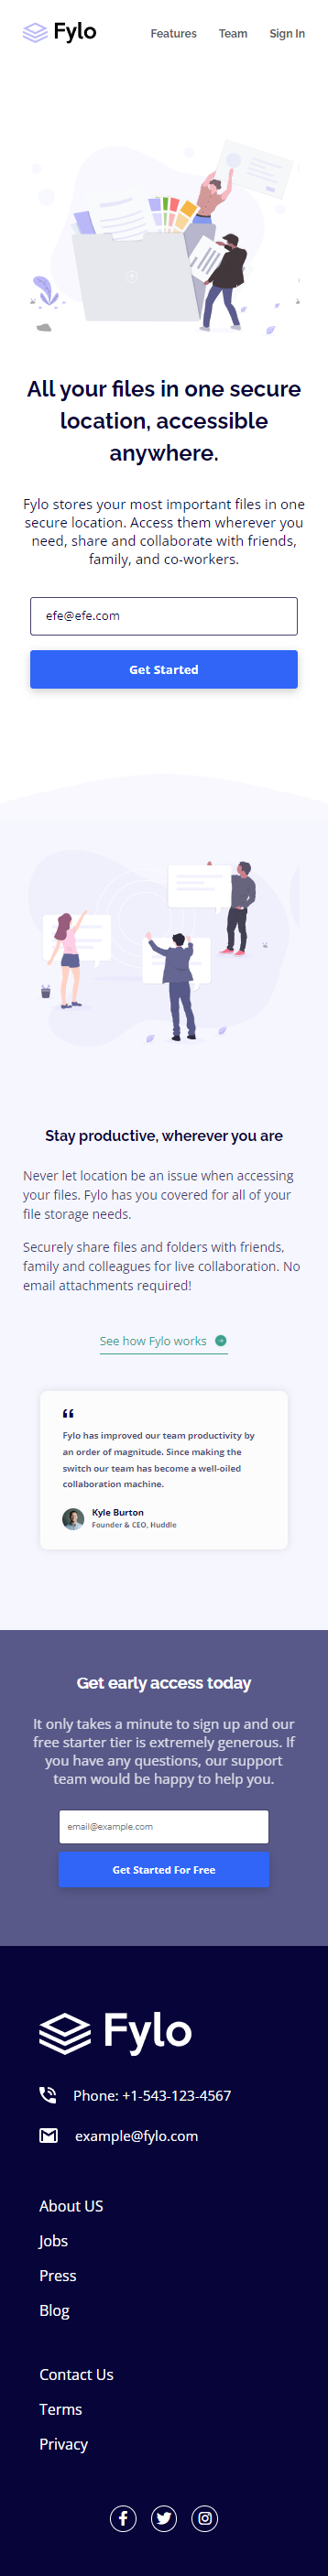 Fylo
Features Team Sign In
All your files in one secure
location, accessible
anywhere.
Fylo stores your most important files in one
secure location. Access them wherever you
need, share and collaborate with friends,
family, and co-workers.
efe@efe.com
Get Started
Stay productive, wherever you are
Never let location be an issue when accessing
your files. Fylo has you covered for all of your
file storage needs.
Securely share files and folders with friends,
family and colleagues for live collaboration. No
email attachments required!
See how Fylo works
“
Fylo has improved our team productivity by
an order of magnitude. Since making the
switch our team has become a well-oiled
collaboration machine.
Kyle Burton
Founder & CEO, Huddle
Get early access today
It only takes a minute to sign up and our
free starter tier is extremely generous. If
you have any questions, our support
team would be happy to help you.
email@example.com
Get Started For Free
Fylo
Phone: +1-543-123-4567
example@fylo.com
About US
Jobs
Press
Blog
Contact Us
Terms
Privacy